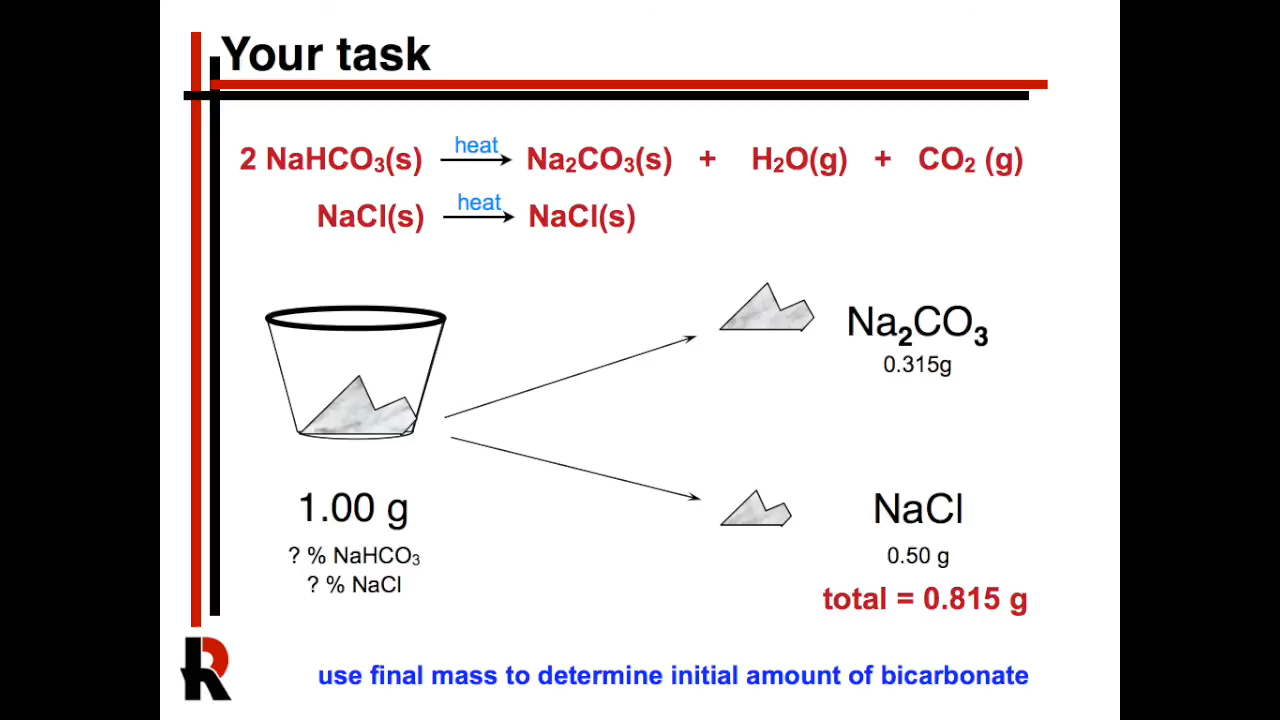 Your task
2 NaHCO₃(s) heat Na₂CO₃(s) + H₂O(g) + CO₂ (g)
NaCl(s) heat NaCl(s)
Na₂CO₃
0.315g
1.00 g
? % NaHCO₃
? % NaCl
NaCl
0.50 g
total = 0.815 g
R
use final mass to determine initial amount of bicarbonate